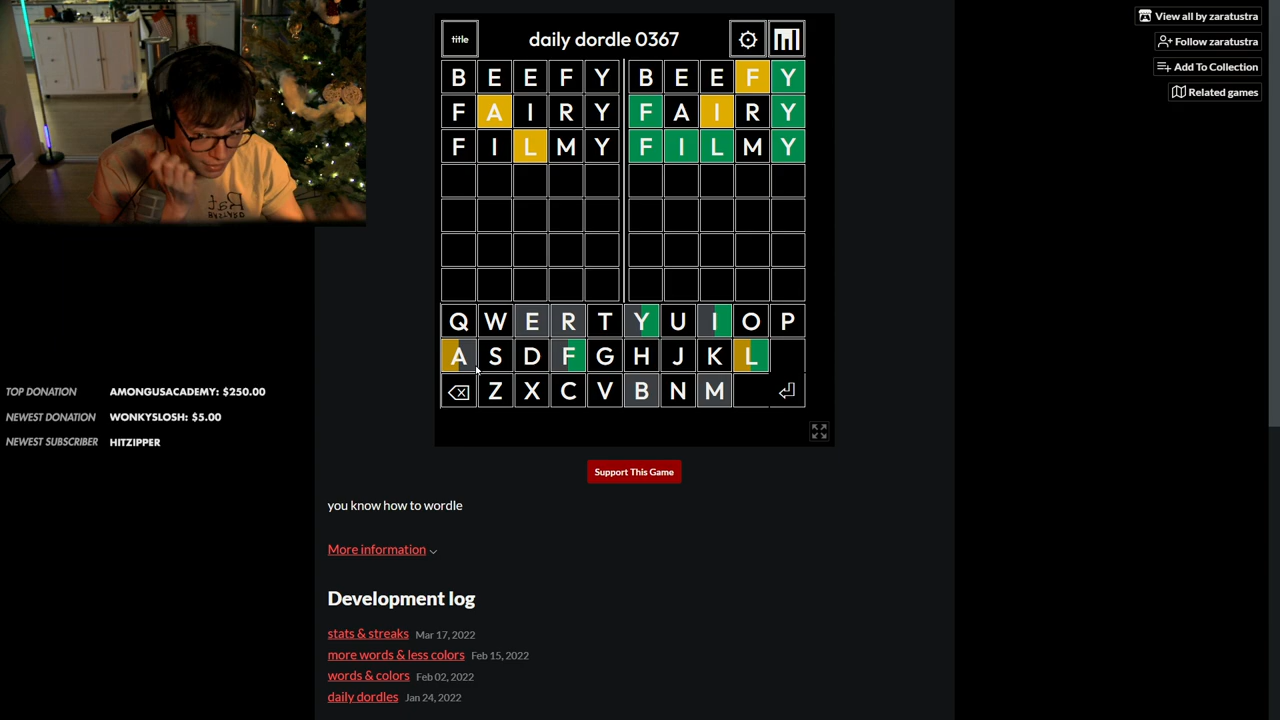 View all by zaratustra
Follow zaratustra
Add To Collection
Related games
title
daily dordle 0367
B E E F Y B E E F Y
F A I R Y F A I R Y
F I L M Y F I L M Y
Q W E R T Y U I O P
A S D F G H J K L
Z X C V B N M
TOP DONATION AMONGUSACADEMY: $250.00
NEWEST DONATION WONKYSLOSH: $5.00
NEWEST SUBSCRIBER HITZIPPER
Support This Game
you know how to wordle
More information
Development log
stats & streaks Mar 17, 2022
more words & less colors Feb 15, 2022
words & colors Feb 02, 2022
daily dordles Jan 24, 2022